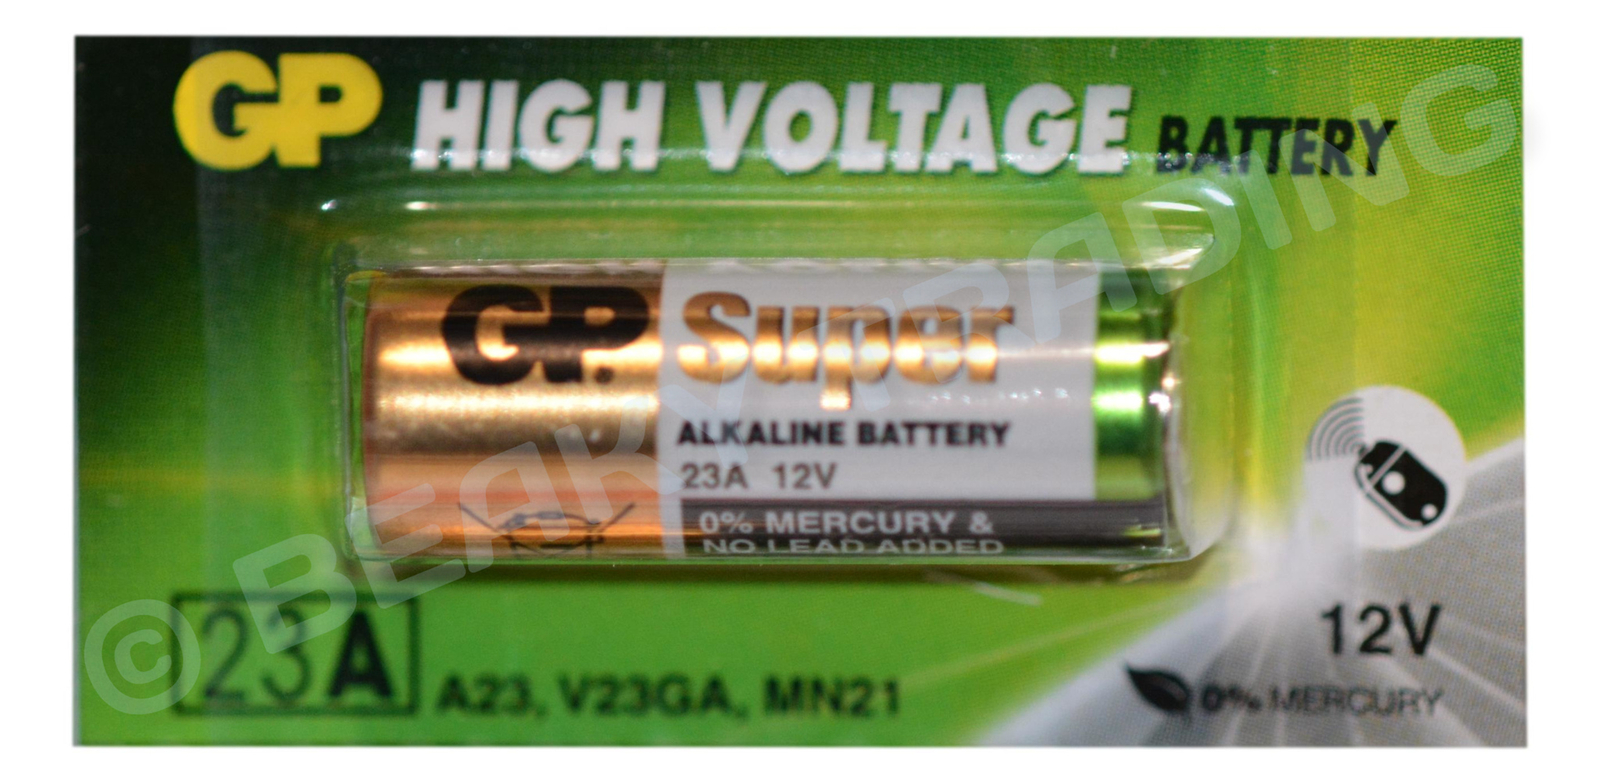 GP HIGH VOLTAGE BATTERY
GP Super
ALKALINE BATTERY
23A 12V
0% MERCURY &
NO LEAD ADDED
23A
A23, V23GA, MN21
12V
0% MERCURY
© BEAKY TRADING